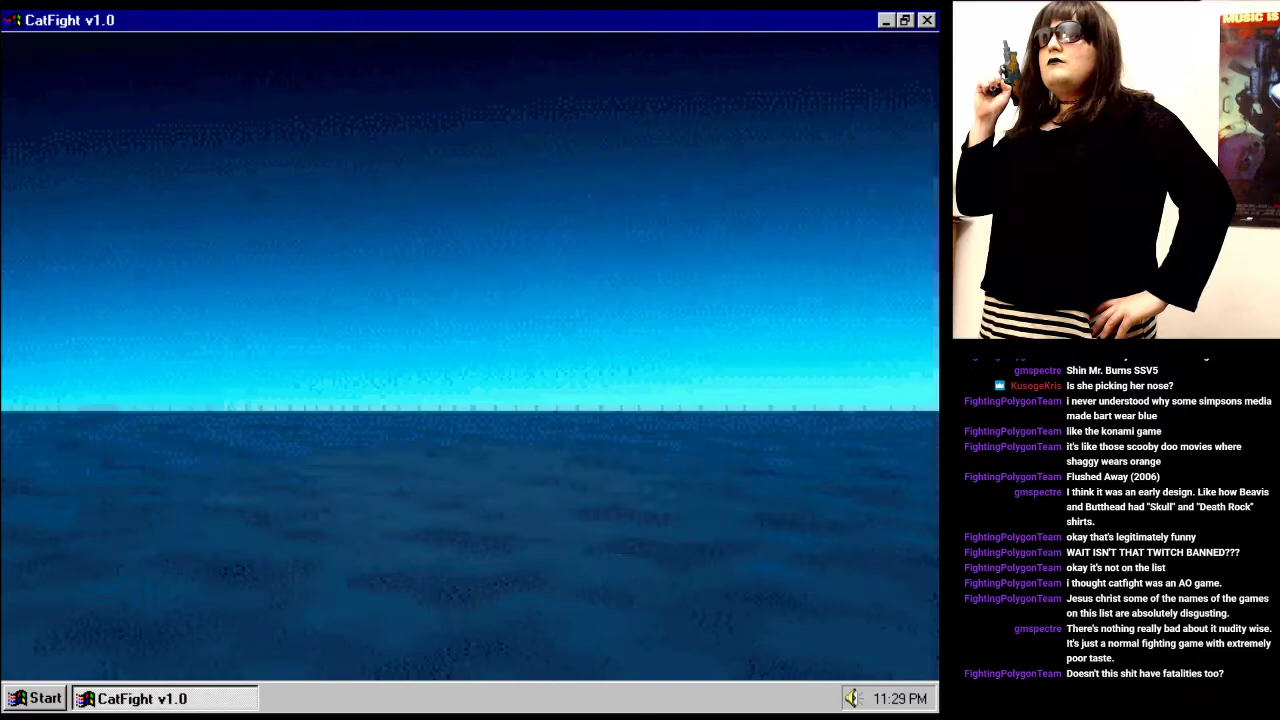 CatFight v1.0
MUSIC IS
gmspectre Shin Mr. Burns SSV5
KusogeKris Is she picking her nose?
FightingPolygonTeam i never understood why some simpsons media
made bart wear blue
FightingPolygonTeam like the konami game
FightingPolygonTeam it's like those scooby doo movies where
shaggy wears orange
FightingPolygonTeam Flushed Away (2006)
gmspectre I think it was an early design. Like how Beavis
and Butthead had "Skull" and "Death Rock"
shirts.
FightingPolygonTeam okay that's legitimately funny
FightingPolygonTeam WAIT ISN'T THAT TWITCH BANNED???
FightingPolygonTeam okay it's not on the list
FightingPolygonTeam i thought catfight was an AO game.
FightingPolygonTeam Jesus christ some of the names of the games
on this list are absolutely disgusting.
gmspectre There's nothing really bad about it nudity wise.
It's just a normal fighting game with extremely
poor taste.
FightingPolygonTeam Doesn't this shit have fatalities too?
Start CatFight v1.0 11:29 PM